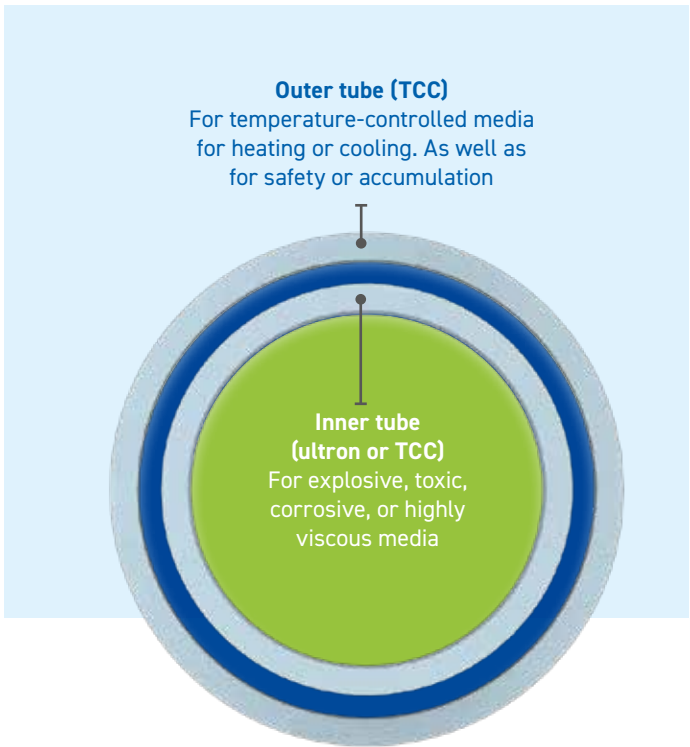 Outer tube (TCC)
For temperature-controlled media
for heating or cooling. As well as
for safety or accumulation
Inner tube
(ultron or TCC)
For explosive, toxic,
corrosive, or highly
viscous media